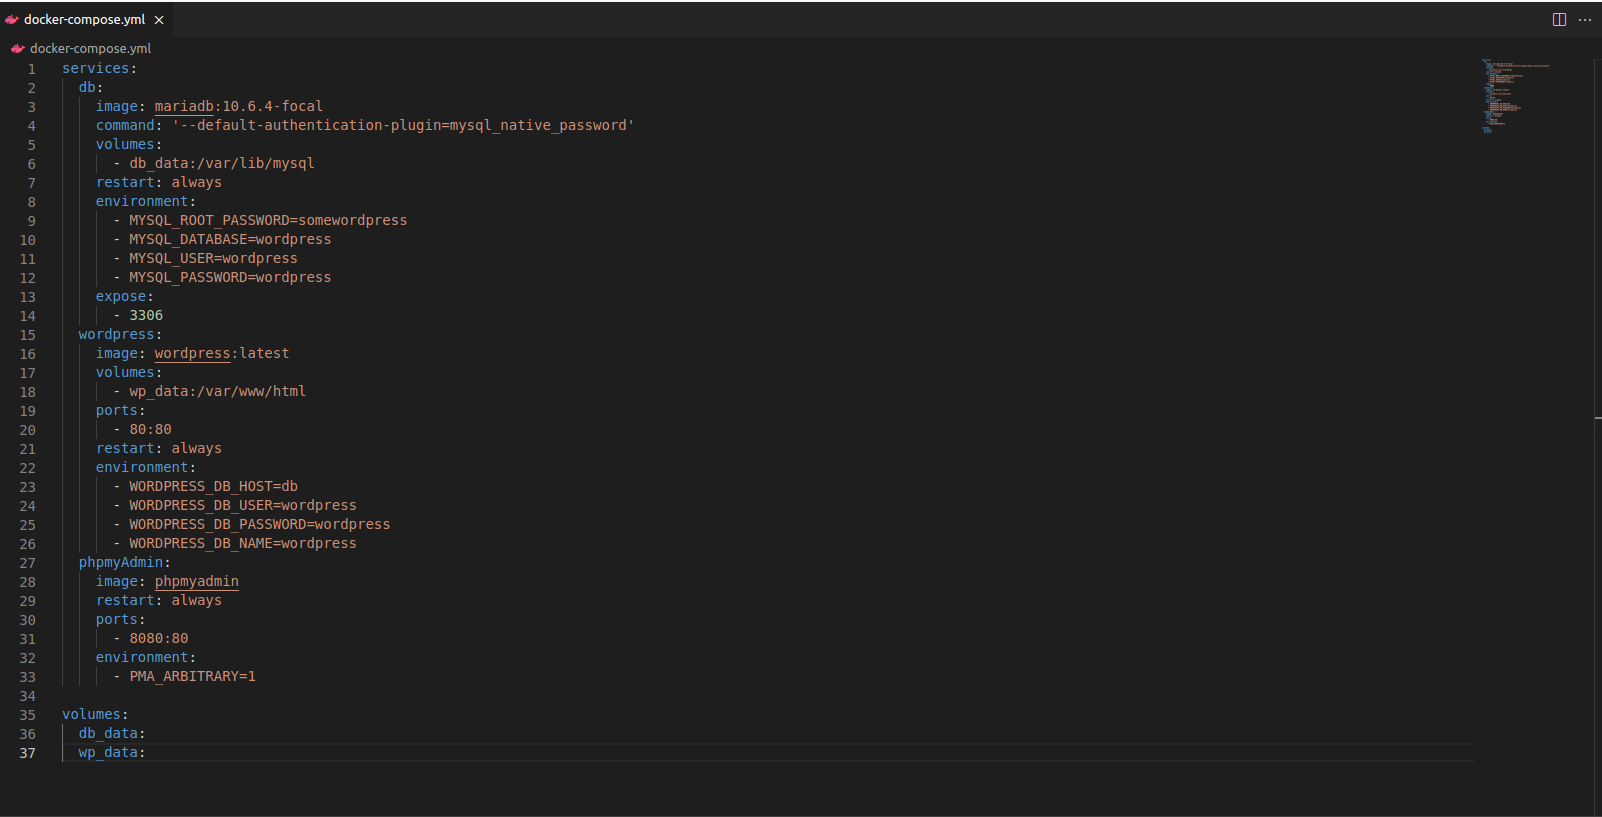 docker-compose.yml
docker-compose.yml
1 services:
2   db:
3     image: mariadb:10.6.4-focal
4     command: '--default-authentication-plugin=mysql_native_password'
5     volumes:
6       - db_data:/var/lib/mysql
7     restart: always
8     environment:
9       - MYSQL_ROOT_PASSWORD=somewordpress
10       - MYSQL_DATABASE=wordpress
11       - MYSQL_USER=wordpress
12       - MYSQL_PASSWORD=wordpress
13     expose:
14       - 3306
15   wordpress:
16     image: wordpress:latest
17     volumes:
18       - wp_data:/var/www/html
19     ports:
20       - 80:80
21     restart: always
22     environment:
23       - WORDPRESS_DB_HOST=db
24       - WORDPRESS_DB_USER=wordpress
25       - WORDPRESS_DB_PASSWORD=wordpress
26       - WORDPRESS_DB_NAME=wordpress
27   phpmyAdmin:
28     image: phpmyadmin
29     restart: always
30     ports:
31       - 8080:80
32     environment:
33       - PMA_ARBITRARY=1
34
35 volumes:
36   db_data:
37   wp_data: